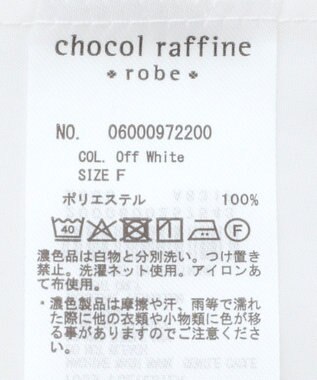 chocol raffine
robe
NO. 06000972200
COL. Off White
SIZE F
ポリエステル 100%
40 P F
濃色品は白物と分別洗い。つけ置き
禁止。洗濯ネット使用。アイロンあ
て布使用。
・濃色製品は摩擦や汗、雨等で濡れ
た際に他の衣類や小物類に色が移
る事がありますのでご注意くださ
い。